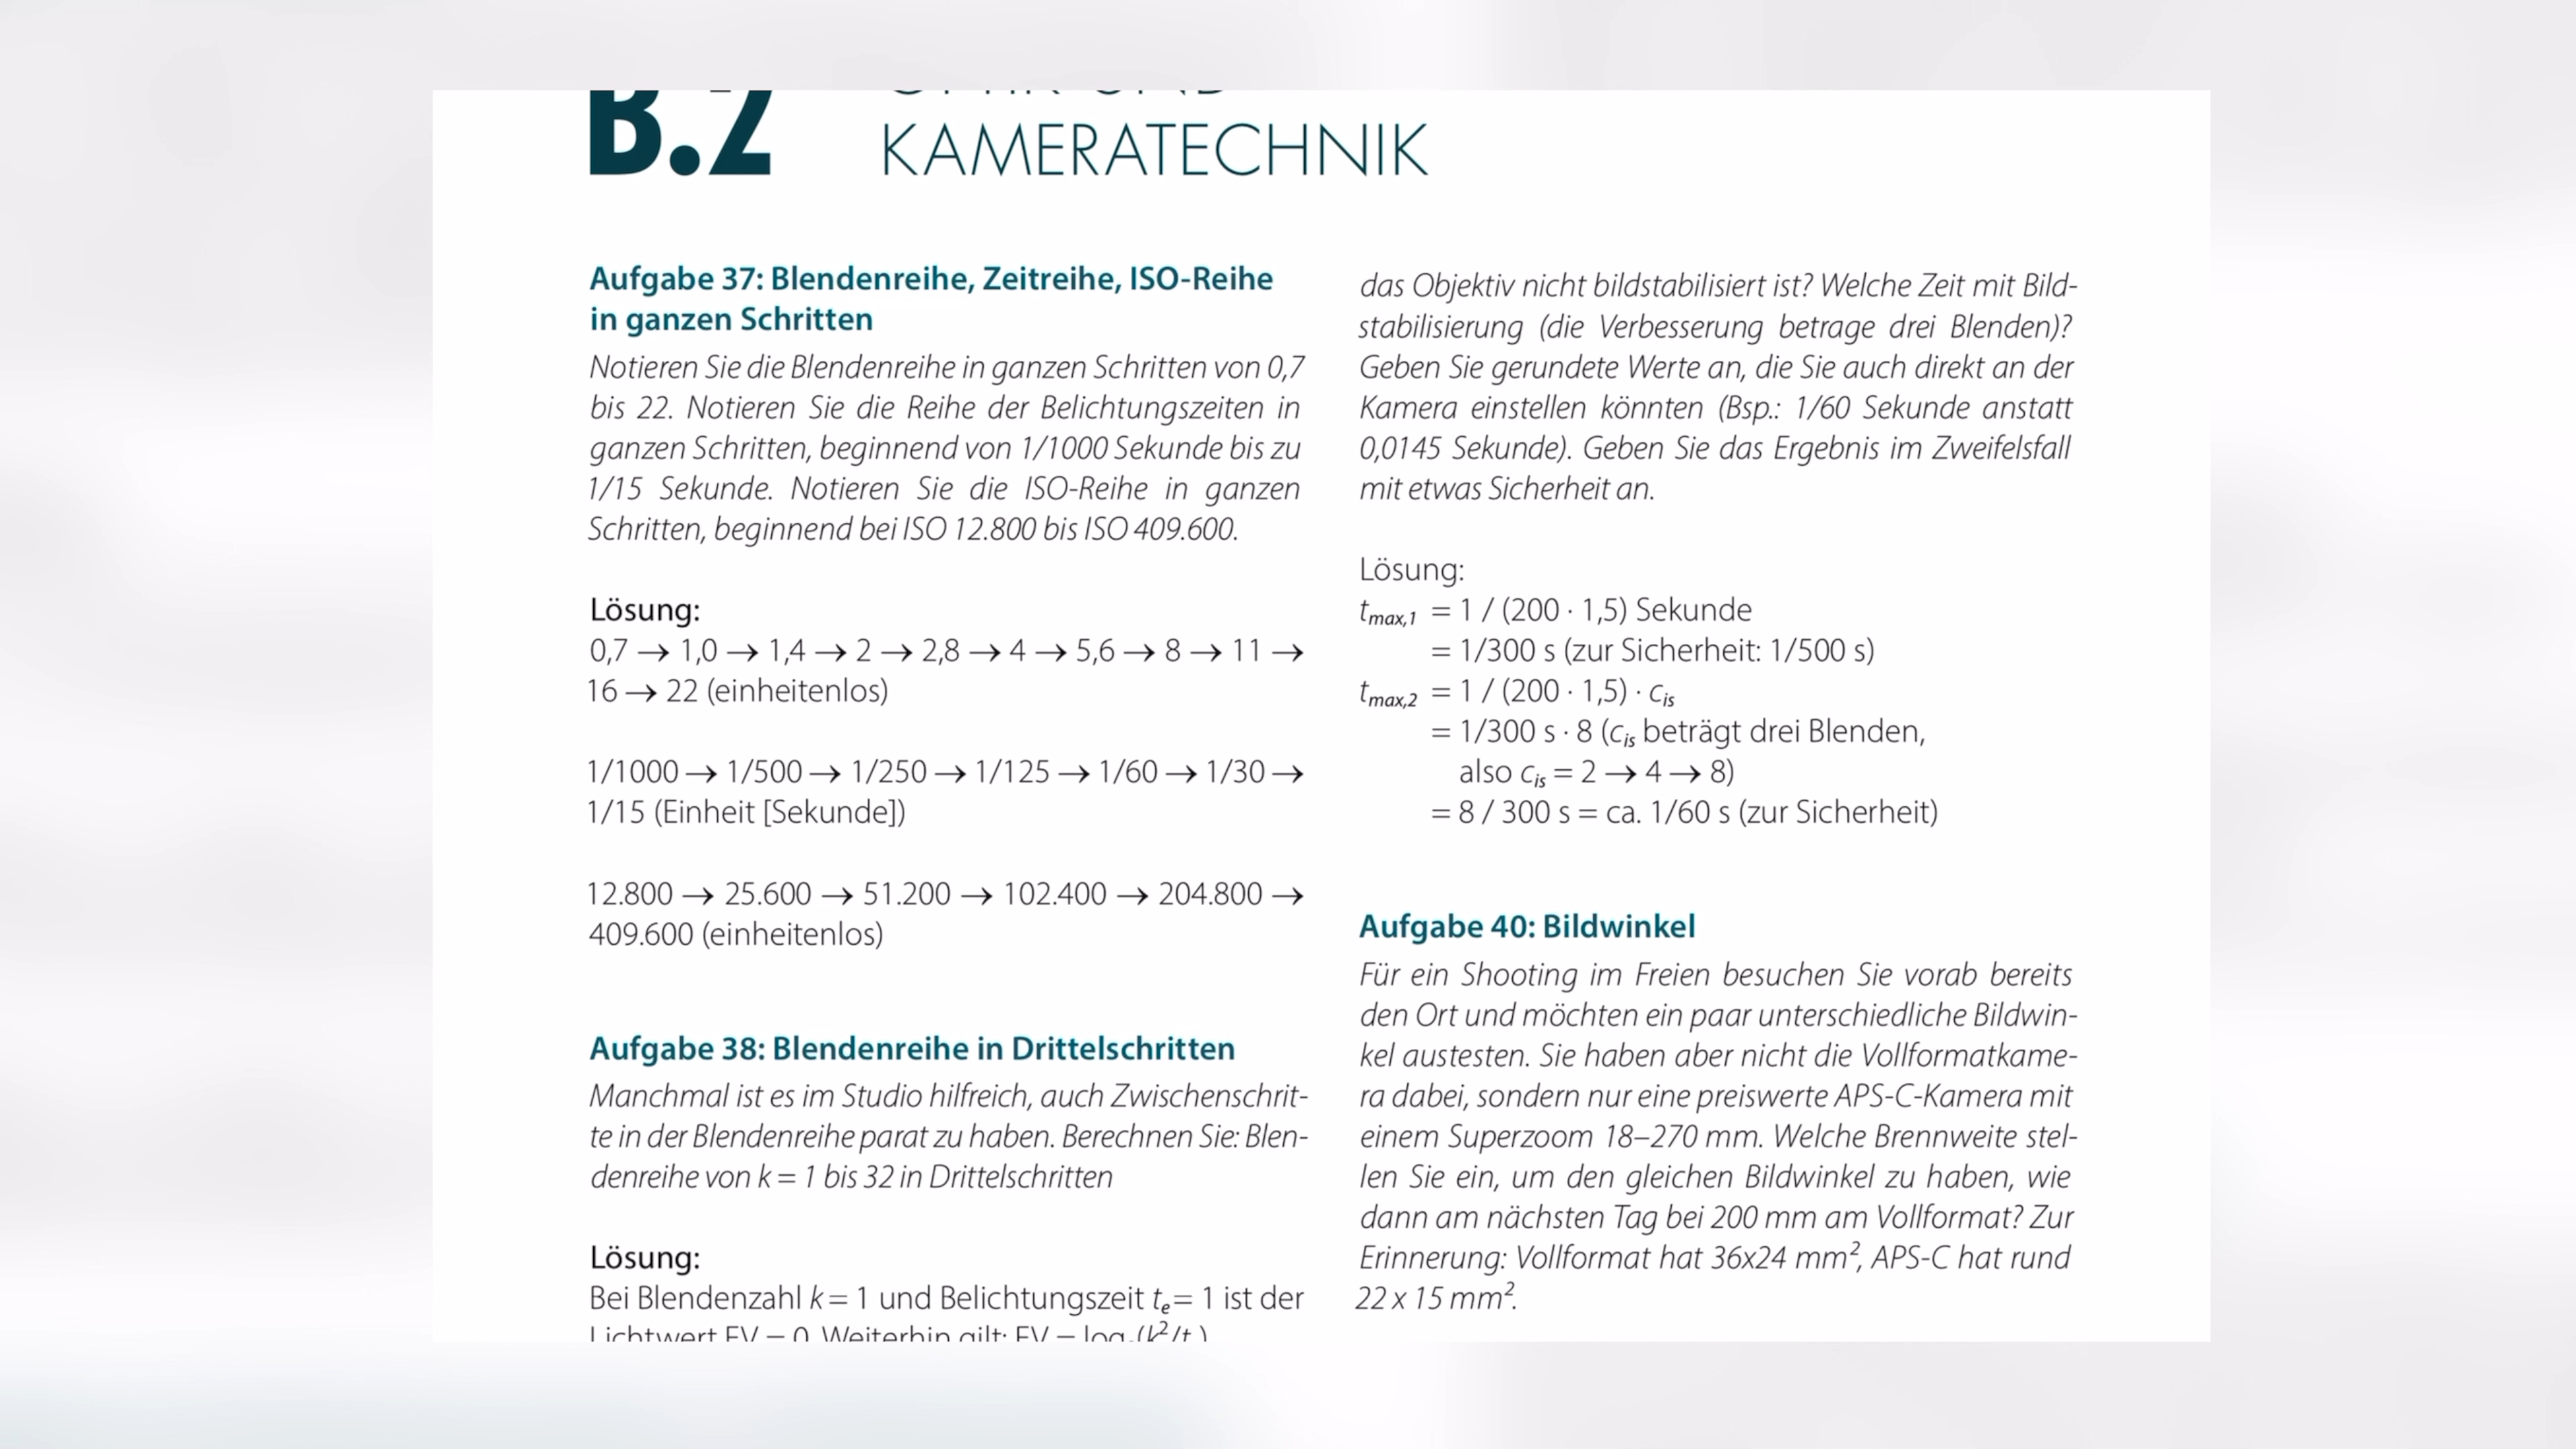 B.2
KAMERATECHNIK
Aufgabe 37: Blendenreihe, Zeitreihe, ISO-Reihe
in ganzen Schritten
Notieren Sie die Blendenreihe in ganzen Schritten von 0,7
bis 22. Notieren Sie die Reihe der Belichtungszeiten in
ganzen Schritten, beginnend von 1/1000 Sekunde bis zu
1/15 Sekunde. Notieren Sie die ISO-Reihe in ganzen
Schritten, beginnend bei ISO 12.800 bis ISO 409.600.
Lösung:
0,7 → 1,0 → 1,4 → 2 → 2,8 → 4 → 5,6 → 8 → 11 →
16 → 22 (einheitenlos)
1/1000 → 1/500 → 1/250 → 1/125 → 1/60 → 1/30 →
1/15 (Einheit [Sekunde])
12.800 → 25.600 → 51.200 → 102.400 → 204.800 →
409.600 (einheitenlos)
Aufgabe 38: Blendenreihe in Drittelschritten
Manchmal ist es im Studio hilfreich, auch Zwischenschrit-
te in der Blendenreihe parat zu haben. Berechnen Sie: Blen-
denreihe von k = 1 bis 32 in Drittelschritten
Lösung:
Bei Blendenzahl k = 1 und Belichtungszeit tₑ = 1 ist der
Lichtwert EV = 0. Weiterhin gilt: EV = log₂(k²/tₑ)
das Objektiv nicht bildstabilisiert ist? Welche Zeit mit Bild-
stabilisierung (die Verbesserung betrage drei Blenden)?
Geben Sie gerundete Werte an, die Sie auch direkt an der
Kamera einstellen könnten (Bsp.: 1/60 Sekunde anstatt
0,0145 Sekunde). Geben Sie das Ergebnis im Zweifelsfall
mit etwas Sicherheit an.
Lösung:
tmax,1 = 1 / (200 · 1,5) Sekunde
= 1/300 s (zur Sicherheit: 1/500 s)
tmax,2 = 1 / (200 · 1,5) · cis
= 1/300 s · 8 (cis beträgt drei Blenden,
also cis = 2 → 4 → 8)
= 8 / 300 s = ca. 1/60 s (zur Sicherheit)
Aufgabe 40: Bildwinkel
Für ein Shooting im Freien besuchen Sie vorab bereits
den Ort und möchten ein paar unterschiedliche Bildwin-
kel austesten. Sie haben aber nicht die Vollformatkame-
ra dabei, sondern nur eine preiswerte APS-C-Kamera mit
einem Superzoom 18–270 mm. Welche Brennweite stel-
len Sie ein, um den gleichen Bildwinkel zu haben, wie
dann am nächsten Tag bei 200 mm am Vollformat? Zur
Erinnerung: Vollformat hat 36x24 mm², APS-C hat rund
22 x 15 mm².